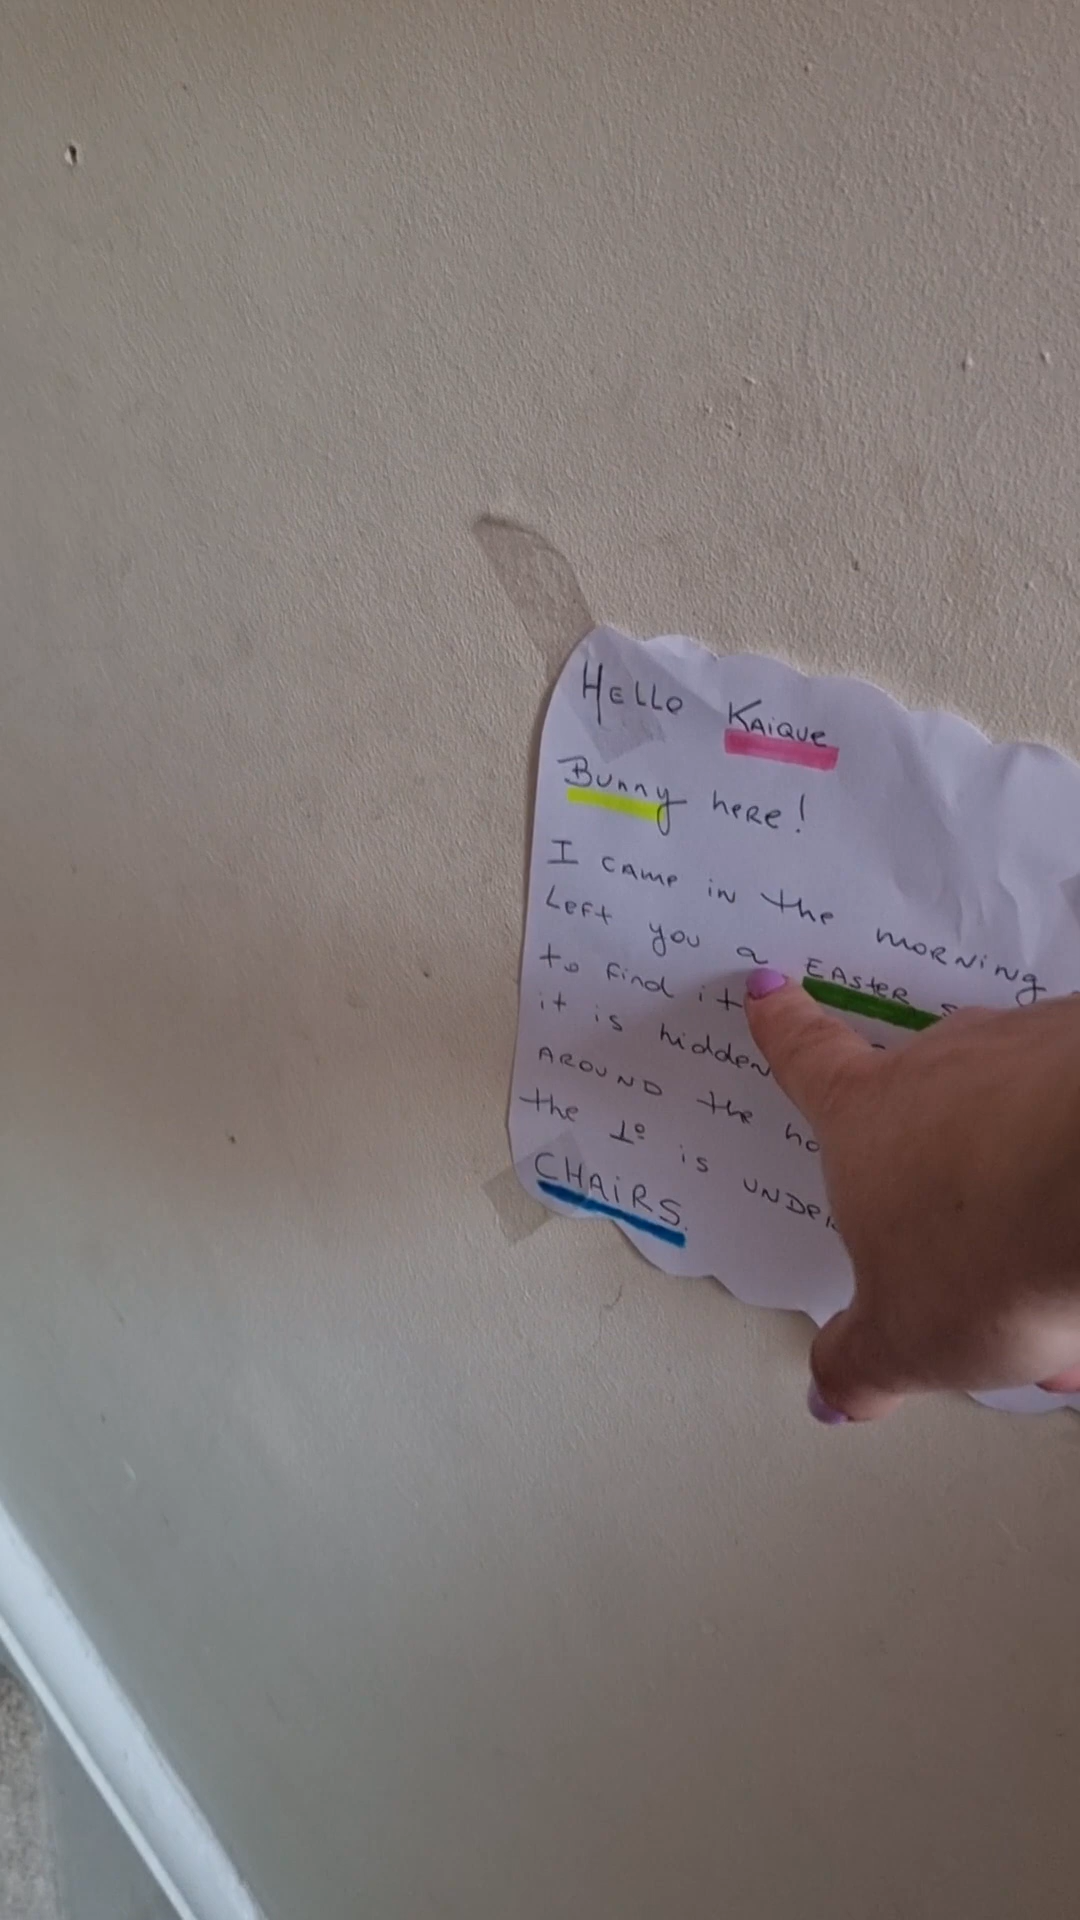 HELLO KAIQUE
Bunny here!
I CAME in the MORNING
Left you a EASTER
to find it
it is hidden
AROUND the
the 1º is UNDER
CHAIRS.